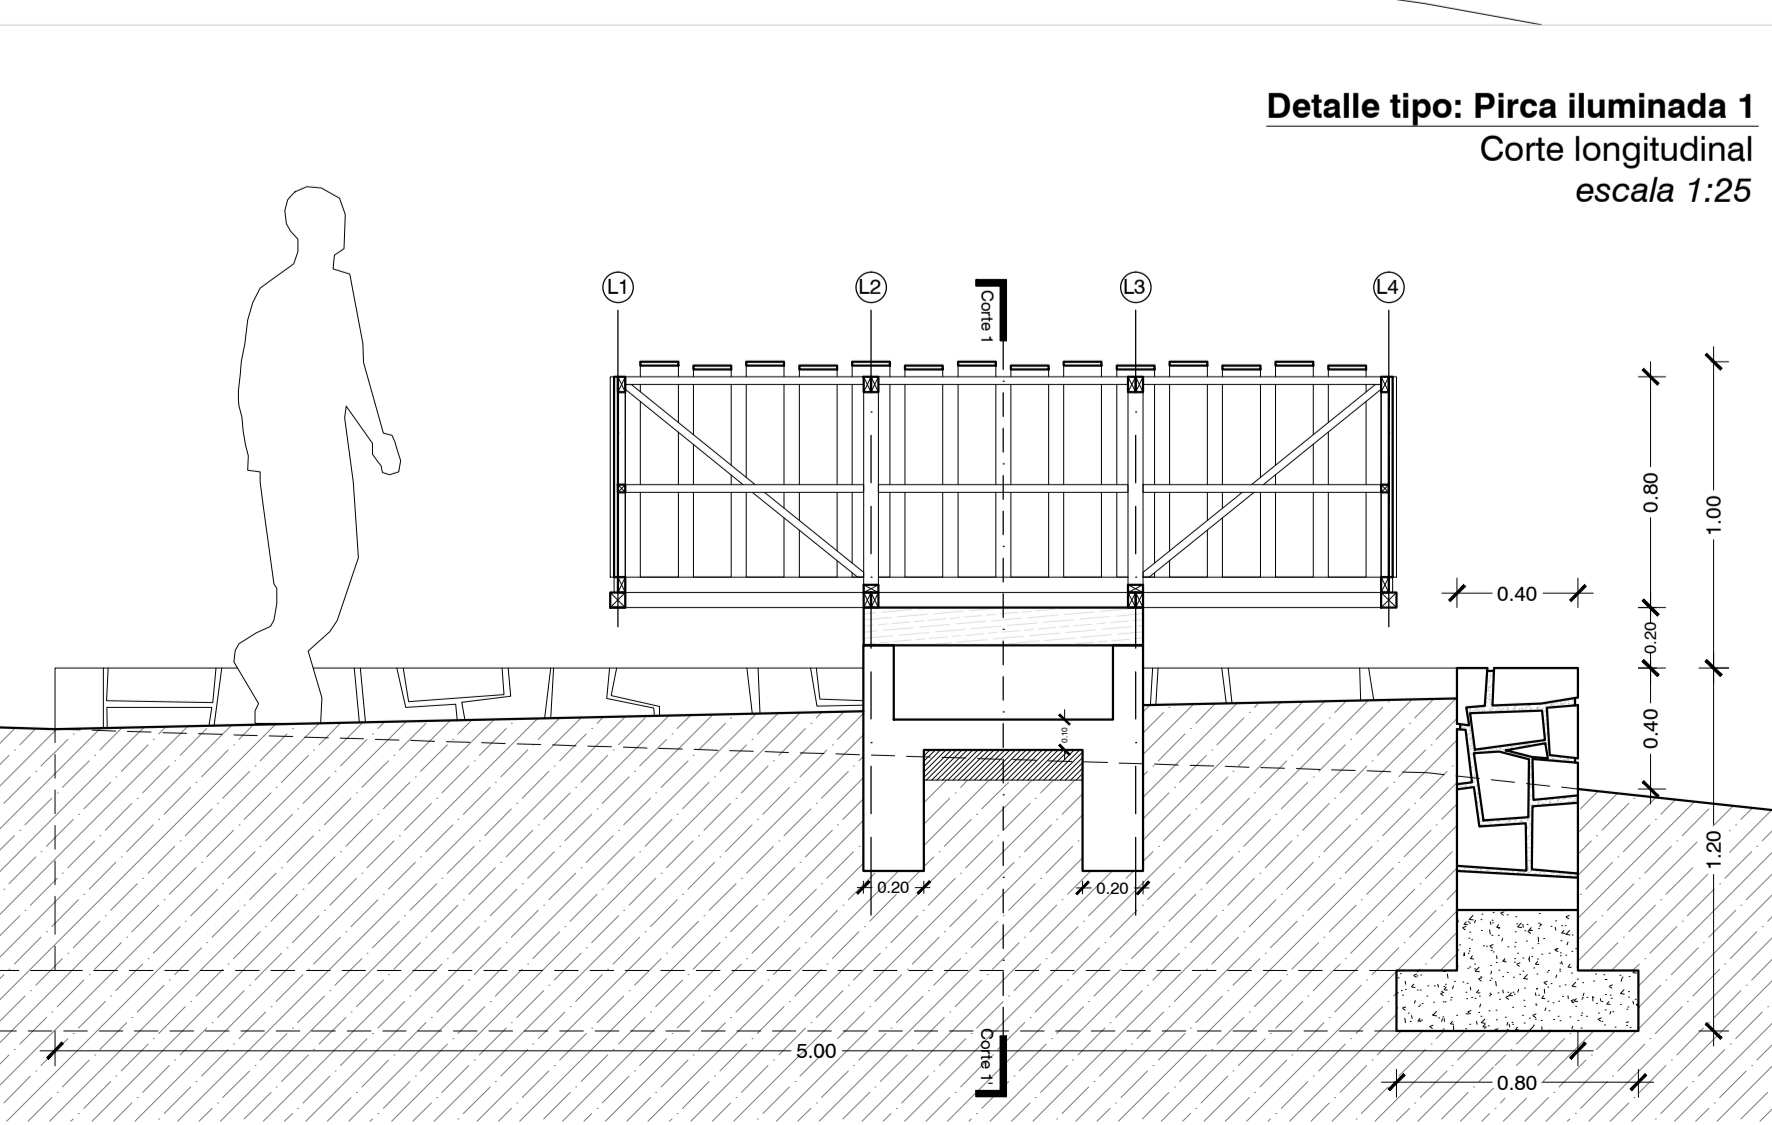 Detalle tipo: Pirca iluminada 1
Corte longitudinal
escala 1:25
L1
L2
L3
L4
Corte 1
0.80
1.00
0.40
0.20
0.40
0.10
0.20
0.20
1.20
Corte 1'
5.00
0.80